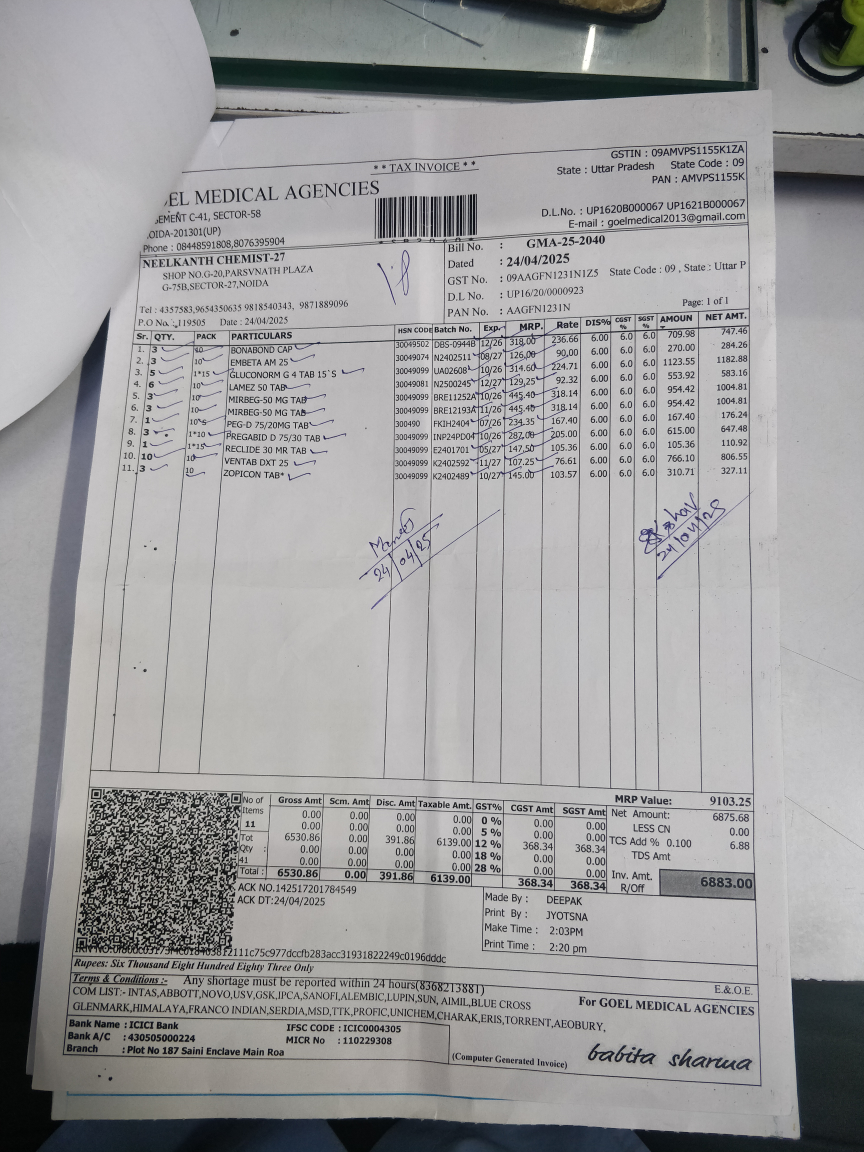 * * TAX INVOICE * *
GSTIN : 09AMVPS1155K1ZA
State : Uttar Pradesh State Code : 09
PAN : AMVPS1155K
OEL MEDICAL AGENCIES
SEMENT C-41, SECTOR-58
NOIDA-201301(UP)
Phone : 08448591808,8076395904
D.L.No. : UP1620B000067 UP1621B000067
E-mail : goelmedical2013@gmail.com
NEELKANTH CHEMIST-27
SHOP NO.G-20,PARSVNATH PLAZA
G-75B,SECTOR-27,NOIDA
Tel : 4357583,9654350635 9818540343, 9871889096
P.O No. : 119505 Date : 24/04/2025
Bill No. : GMA-25-2040
Dated : 24/04/2025
GST No. : 09AAGFN1231N1Z5 State Code : 09 , State : Uttar P
D.L No. : UP16/20/0000923
PAN No. : AAGFN1231N Page: 1 of 1
Sr. QTY. PACK PARTICULARS HSN CODE Batch No. Exp. MRP. Rate DIS% CGST % SGST % AMOUN NET AMT.
1. 3 10 BONABOND CAP 30049502 DBS-0944B 12/26 318.00 236.66 6.00 6.0 6.0 709.98 747.46
2. 3 10' EMBETA AM 25 30049074 N2402511 08/27 126.00 90.00 6.00 6.0 6.0 270.00 284.26
3. 5 1*15 GLUCONORM G 4 TAB 15`S 30049099 UA02608 10/26 314.60 224.71 6.00 6.0 6.0 1123.55 1182.88
4. 6 10' LAMEZ 50 TAB 30049081 N2500245 12/27 129.25 92.32 6.00 6.0 6.0 553.92 583.16
5. 3 10' MIRBEG-50 MG TAB 30049099 BRE11252A 10/26 445.40 318.14 6.00 6.0 6.0 954.42 1004.81
6. 3 10- MIRBEG-50 MG TAB 30049099 BRE12193A 11/26 445.40 318.14 6.00 6.0 6.0 954.42 1004.81
7. 1 10'S PEG-D 75/20MG TAB 300490 FKIH2404 07/26 234.35 167.40 6.00 6.0 6.0 167.40 176.24
8. 3 1*10 PREGABID D 75/30 TAB 30049099 INP24PD04 10/26 287.00 205.00 6.00 6.0 6.0 615.00 647.48
9. 1 1*15 RECLIDE 30 MR TAB 30049099 E2401701 05/27 147.50 105.36 6.00 6.0 6.0 105.36 110.92
10. 10 10 VENTAB DXT 25 30049099 K2402592 11/27 107.25 76.61 6.00 6.0 6.0 766.10 806.55
11. 3 10 ZOPICON TAB* 30049099 K2402489 10/27 145.00 103.57 6.00 6.0 6.0 310.71 327.11
24/04/25
24/04/25
No of Items 11 Tot Qty : 41
Gross Amt Scm. Amt Disc. Amt Taxable Amt. GST% CGST Amt SGST Amt
0.00 0.00 0.00 0.00 0 % 0.00 0.00
0.00 0.00 0.00 0.00 5 % 0.00 0.00
6530.86 0.00 391.86 6139.00 12 % 368.34 368.34
0.00 0.00 0.00 0.00 18 % 0.00 0.00
0.00 0.00 0.00 0.00 28 % 0.00 0.00
Total : 6530.86 0.00 391.86 6139.00 368.34 368.34
MRP Value: 9103.25
Net Amount: 6875.68
LESS CN 0.00
TCS Add % 0.100 6.88
TDS Amt
Inv. Amt.
R/Off 6883.00
ACK NO.142517201784549
ACK DT:24/04/2025
Made By : DEEPAK
Print By : JYOTSNA
Make Time : 2:03PM
Print Time : 2:20 pm
Rupees: Six Thousand Eight Hundred Eighty Three Only
Terms & Conditions :- Any shortage must be reported within 24 hours(8368213881) E.&.O.E.
COM LIST:- INTAS,ABBOTT,NOVO,USV,GSK,IPCA,SANOFI,ALEMBIC,LUPIN,SUN, AIMIL,BLUE CROSS
GLENMARK,HIMALAYA,FRANCO INDIAN,SERDIA,MSD,TTK,PROFIC,UNICHEM,CHARAK,ERIS,TORRENT,AEOBURY,
For GOEL MEDICAL AGENCIES
Bank Name : ICICI Bank IFSC CODE : ICIC0004305
Bank A/C : 430505000224 MICR No : 110229308
Branch : Plot No 187 Saini Enclave Main Roa
(Computer Generated Invoice)
babita sharma